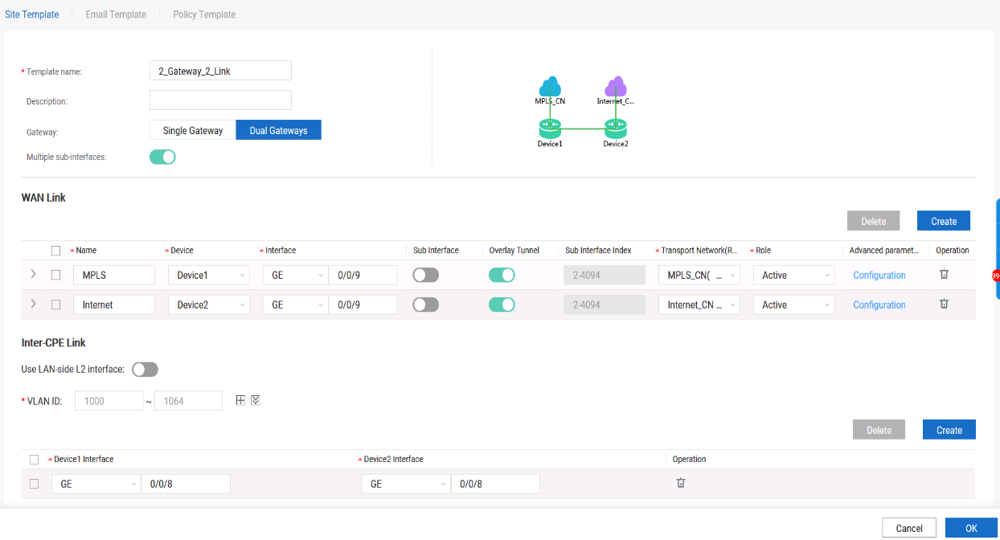 Site Template Email Template Policy Template
* Template name: 2_Gateway_2_Link
Description:
Gateway: Single Gateway Dual Gateways
Multiple sub-interfaces:
MPLS_CN Internet_C...
Device1 Device2
WAN Link
Delete Create
* Name * Device * Interface Sub Interface Overlay Tunnel Sub Interface Index * Transport Network(R... * Role Advanced paramet... Operation
MPLS Device1 GE 0/0/9 2-4094 MPLS_CN( ... Active Configuration
99+
Internet Device2 GE 0/0/9 2-4094 Internet_CN ... Active Configuration
Inter-CPE Link
Use LAN-side L2 interface:
* VLAN ID: 1000 ~ 1064
Delete Create
* Device1 Interface * Device2 Interface Operation
GE 0/0/8 GE 0/0/8
Cancel OK